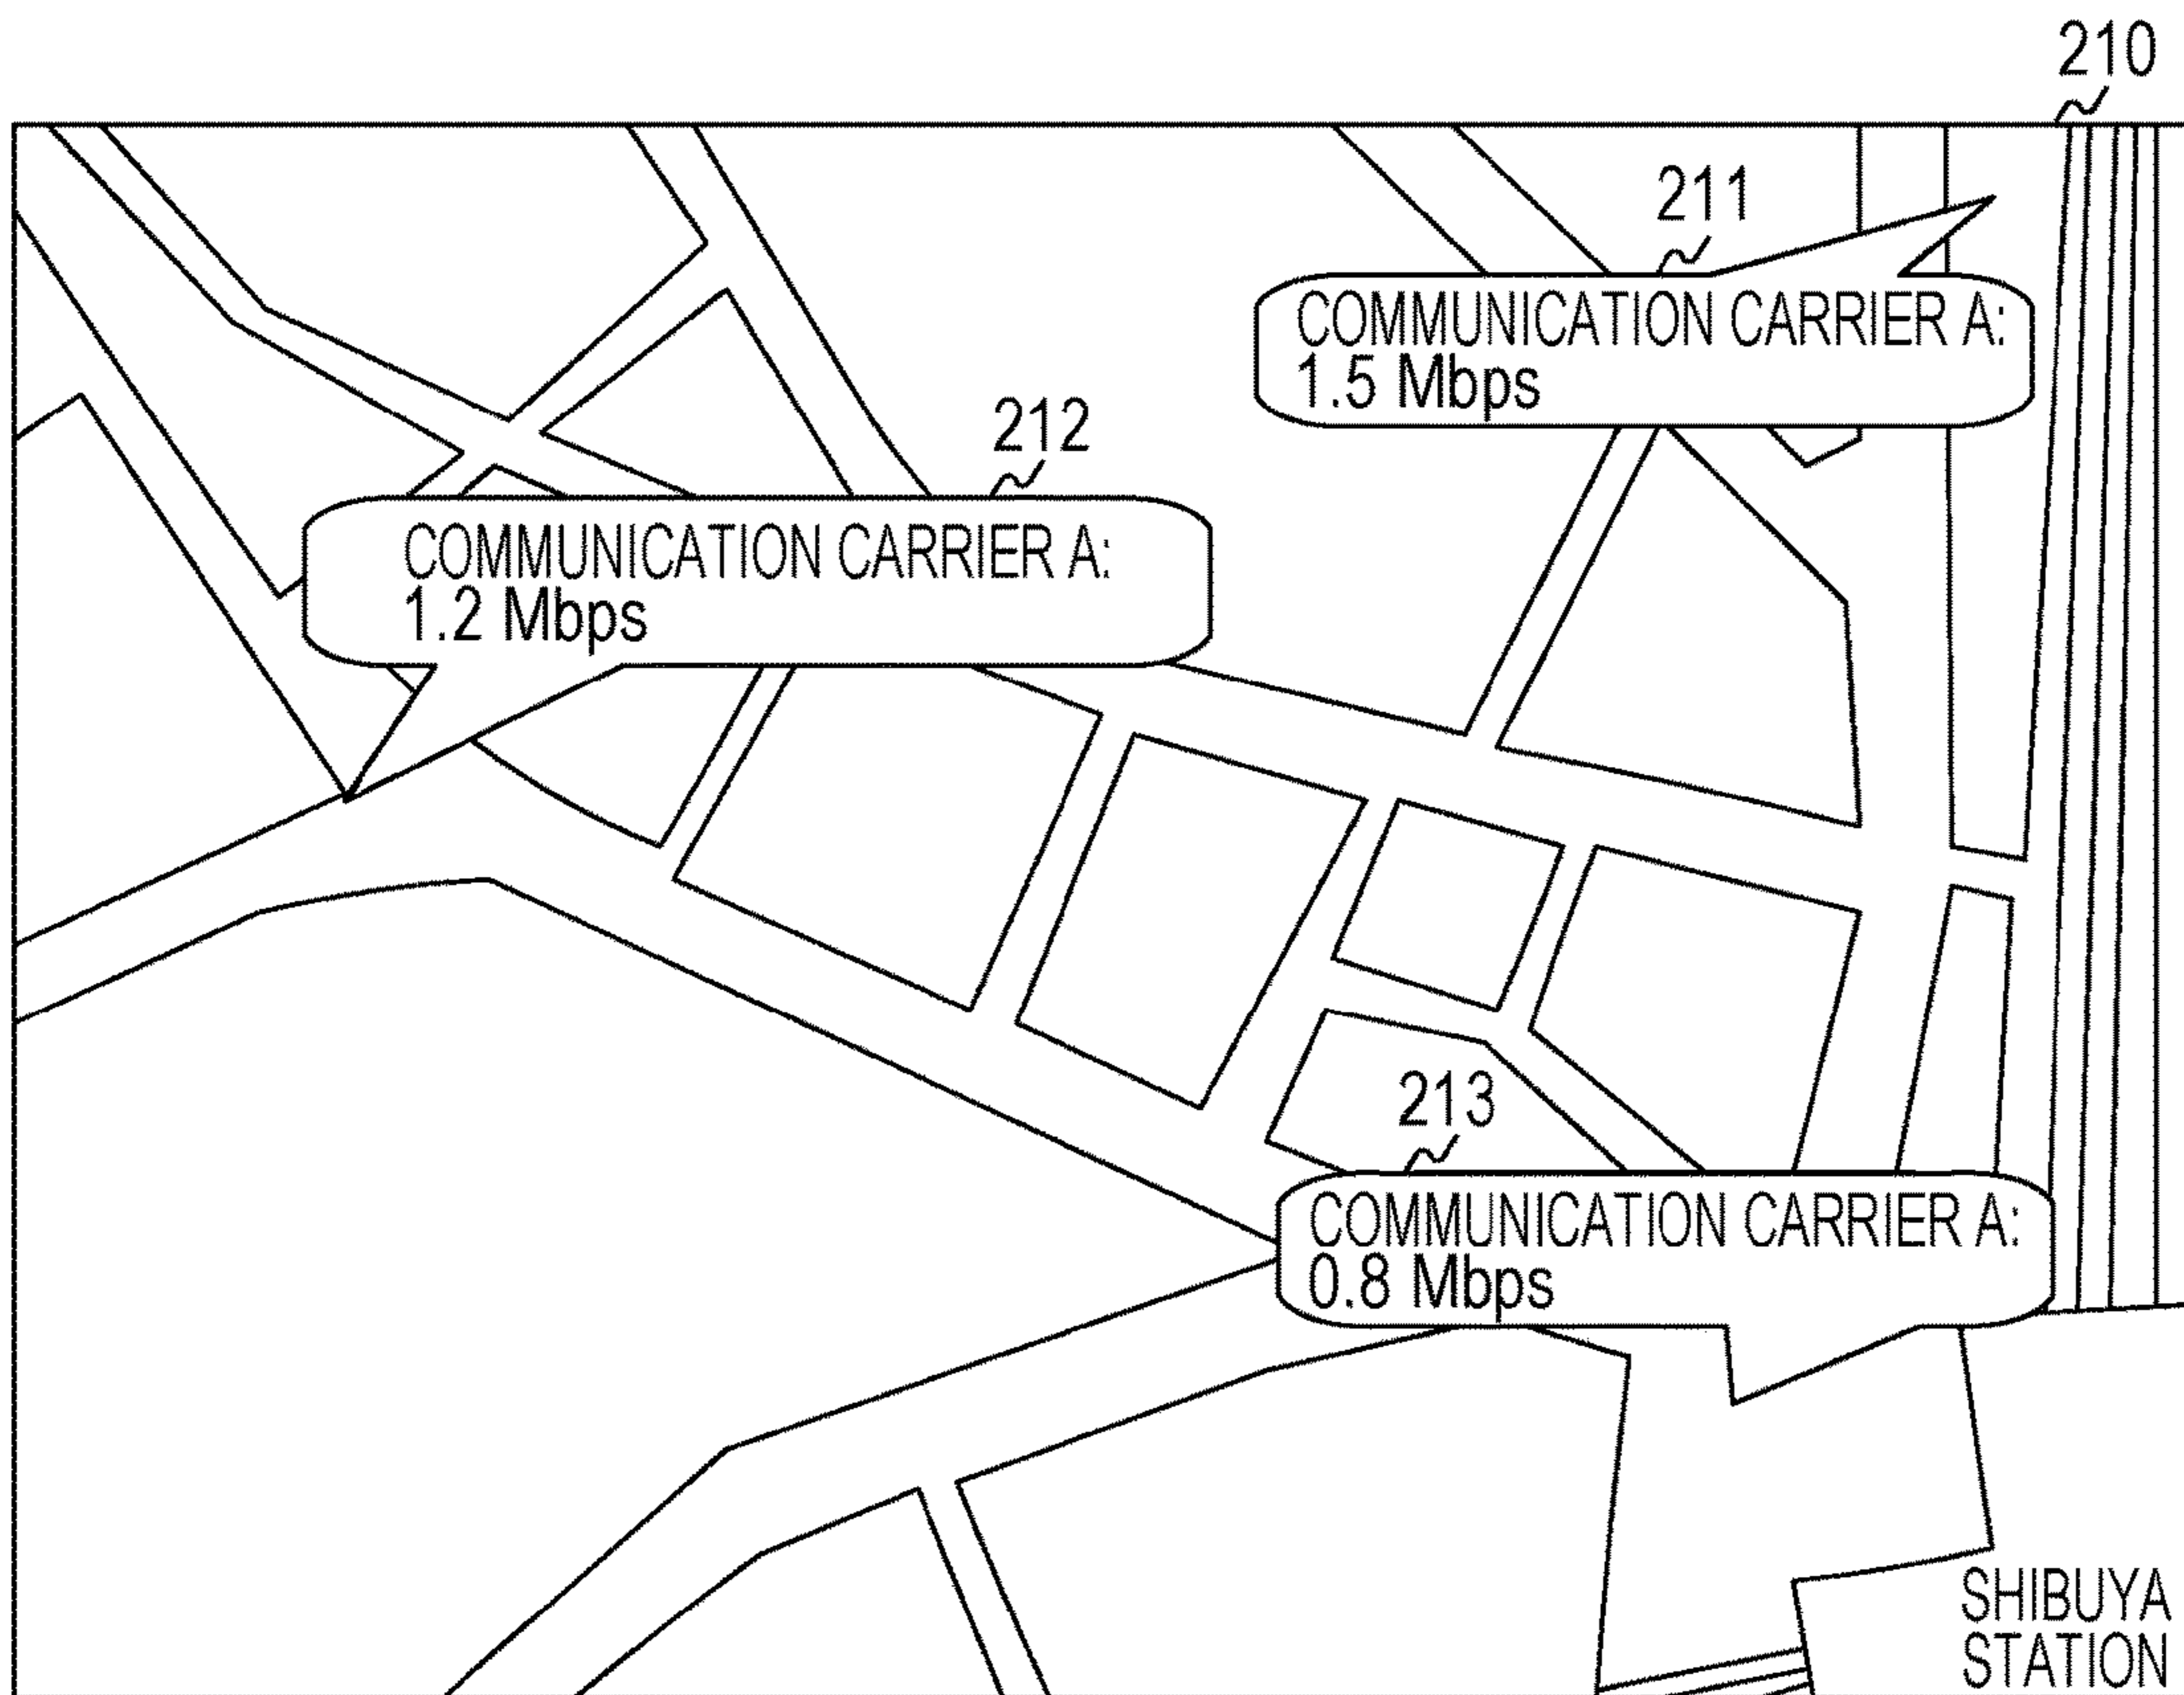 210
211
COMMUNICATION CARRIER A:
1.5 Mbps
212
COMMUNICATION CARRIER A:
1.2 Mbps
213
COMMUNICATION CARRIER A:
0.8 Mbps
SHIBUYA
STATION